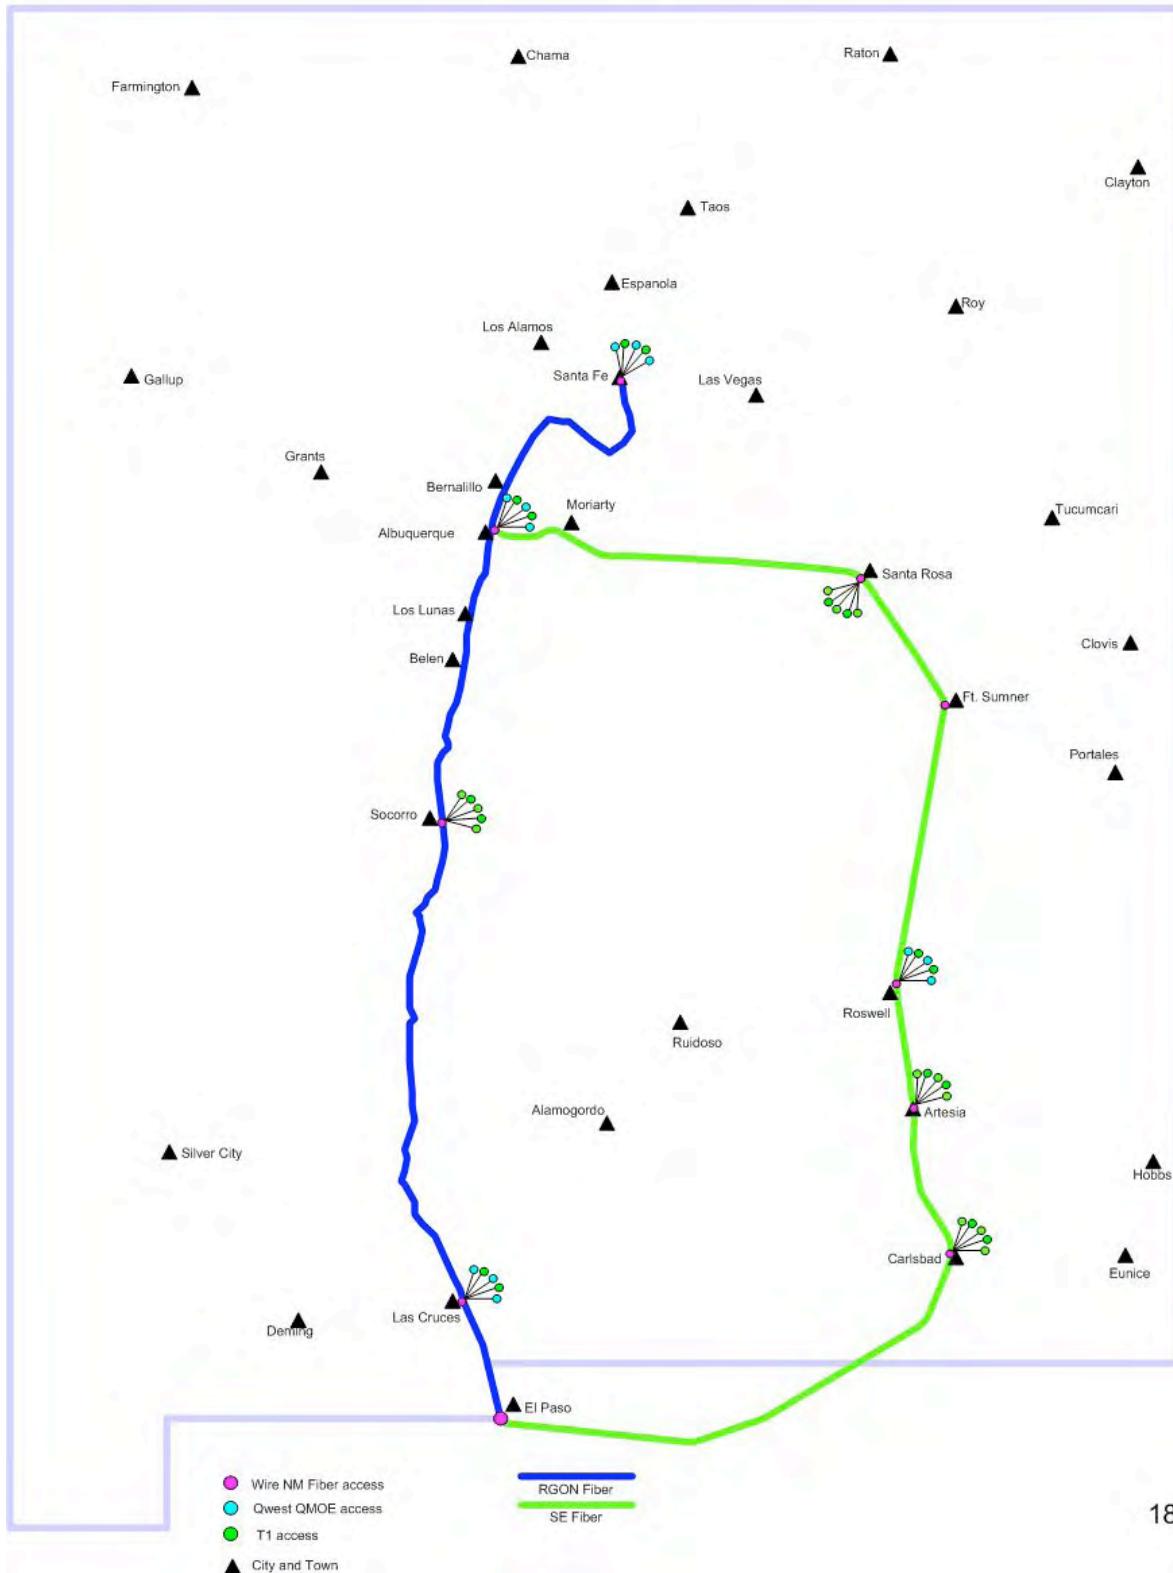 Chama
Raton
Farmington
Clayton
Taos
Espanola
Roy
Los Alamos
Santa Fe
Las Vegas
Gallup
Grants
Bernalillo
Moriarty
Tucumcari
Albuquerque
Santa Rosa
Los Lunas
Clovis
Belen
Ft. Sumner
Portales
Socorro
Roswell
Ruidoso
Alamogordo
Artesia
Silver City
Hobbs
Carlsbad
Eunice
Las Cruces
Deming
El Paso
Wire NM Fiber access
Qwest QMOE access
T1 access
City and Town
RGON Fiber
SE Fiber
18